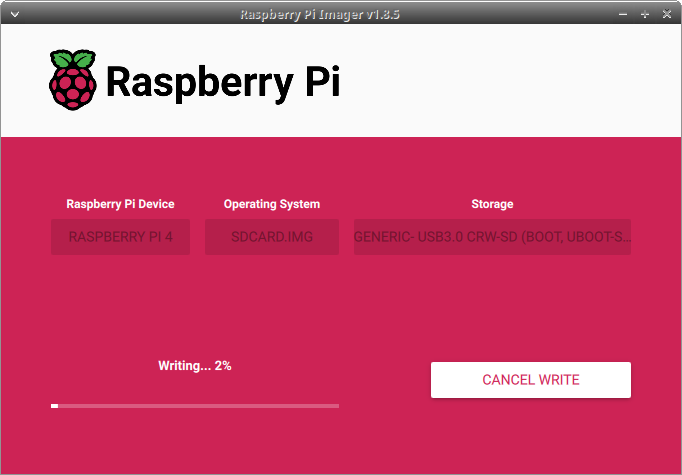 Raspberry Pi Imager v1.8.5
Raspberry Pi
Raspberry Pi Device Operating System Storage
RASPBERRY PI 4 SDCARD.IMG GENERIC- USB3.0 CRW-SD (BOOT, UBOOT-S...
Writing... 2%
CANCEL WRITE